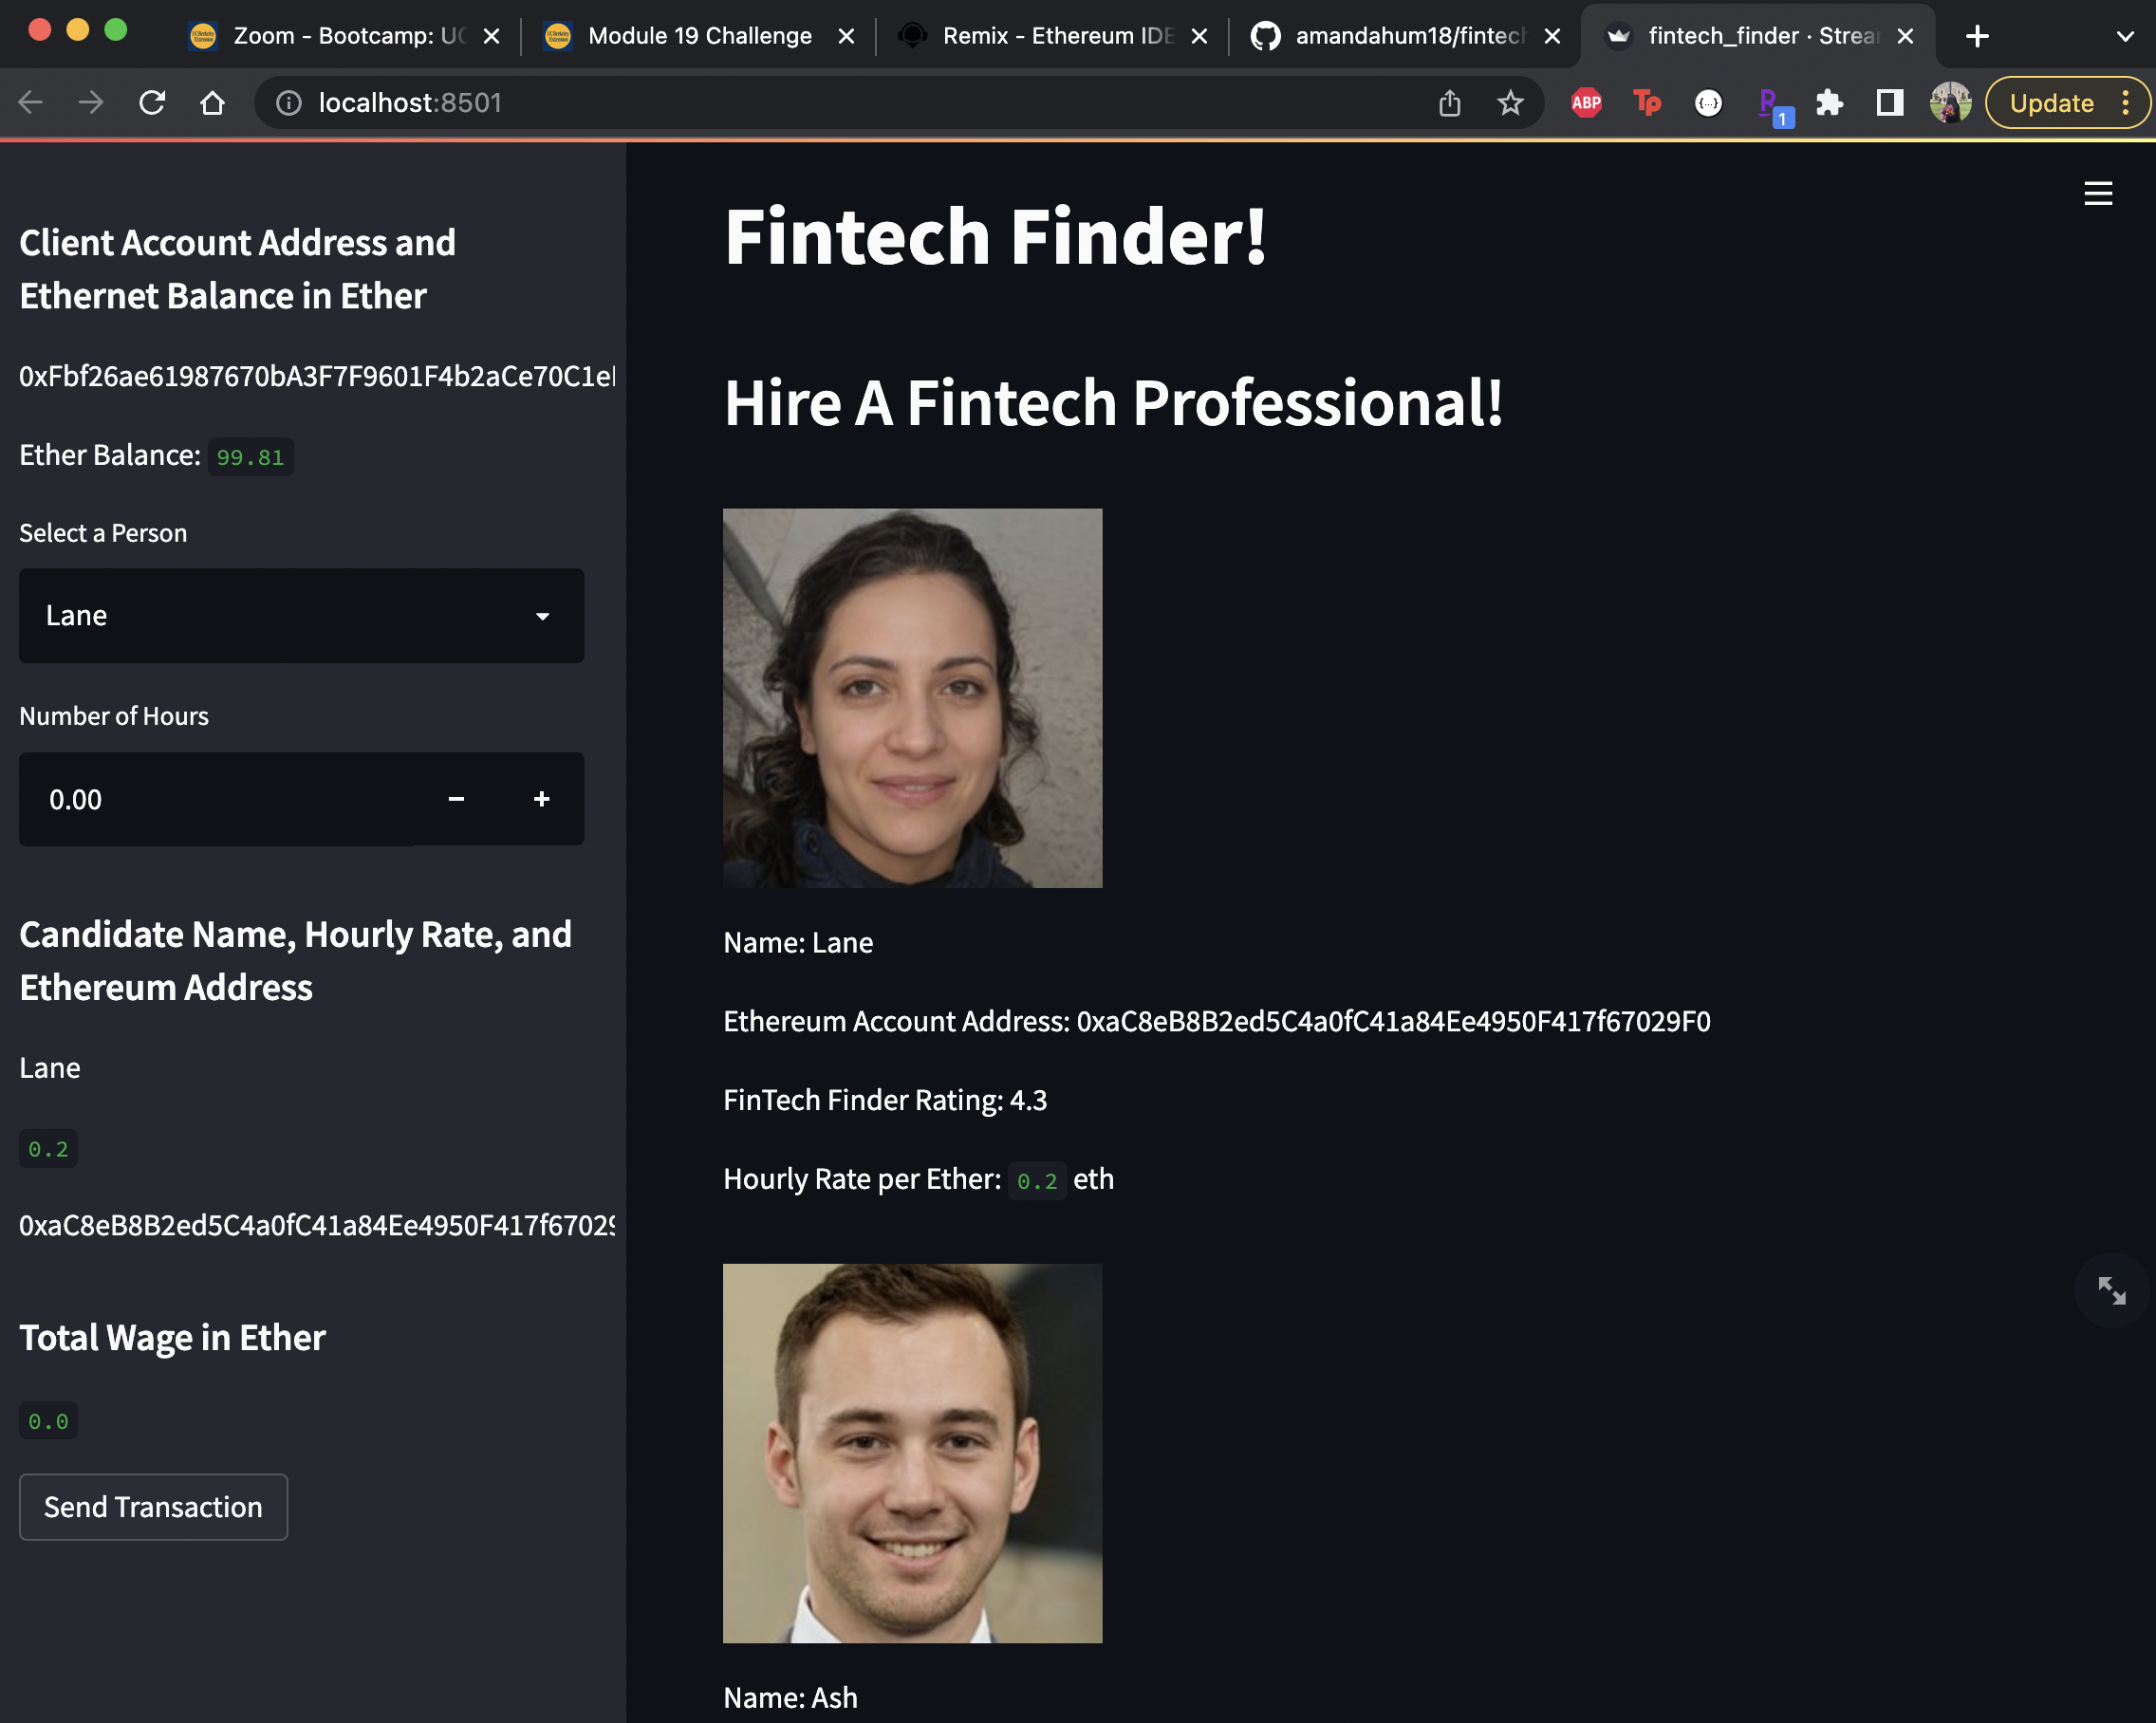 Zoom - Bootcamp: UC
Module 19 Challenge
Remix - Ethereum IDE
amandahum18/fintech
fintech_finder · Strea
localhost:8501
ABP
Tp
{...}
R
1
Update
Client Account Address and
Ethernet Balance in Ether
0xFbf26ae61987670bA3F7F9601F4b2aCe70C1e
Ether Balance: 99.81
Select a Person
Lane
Number of Hours
0.00
Candidate Name, Hourly Rate, and
Ethereum Address
Lane
0.2
0xaC8eB8B2ed5C4a0fC41a84Ee4950F417f67029
Total Wage in Ether
0.0
Send Transaction
Fintech Finder!
Hire A Fintech Professional!
Name: Lane
Ethereum Account Address: 0xaC8eB8B2ed5C4a0fC41a84Ee4950F417f67029F0
FinTech Finder Rating: 4.3
Hourly Rate per Ether: 0.2 eth
Name: Ash